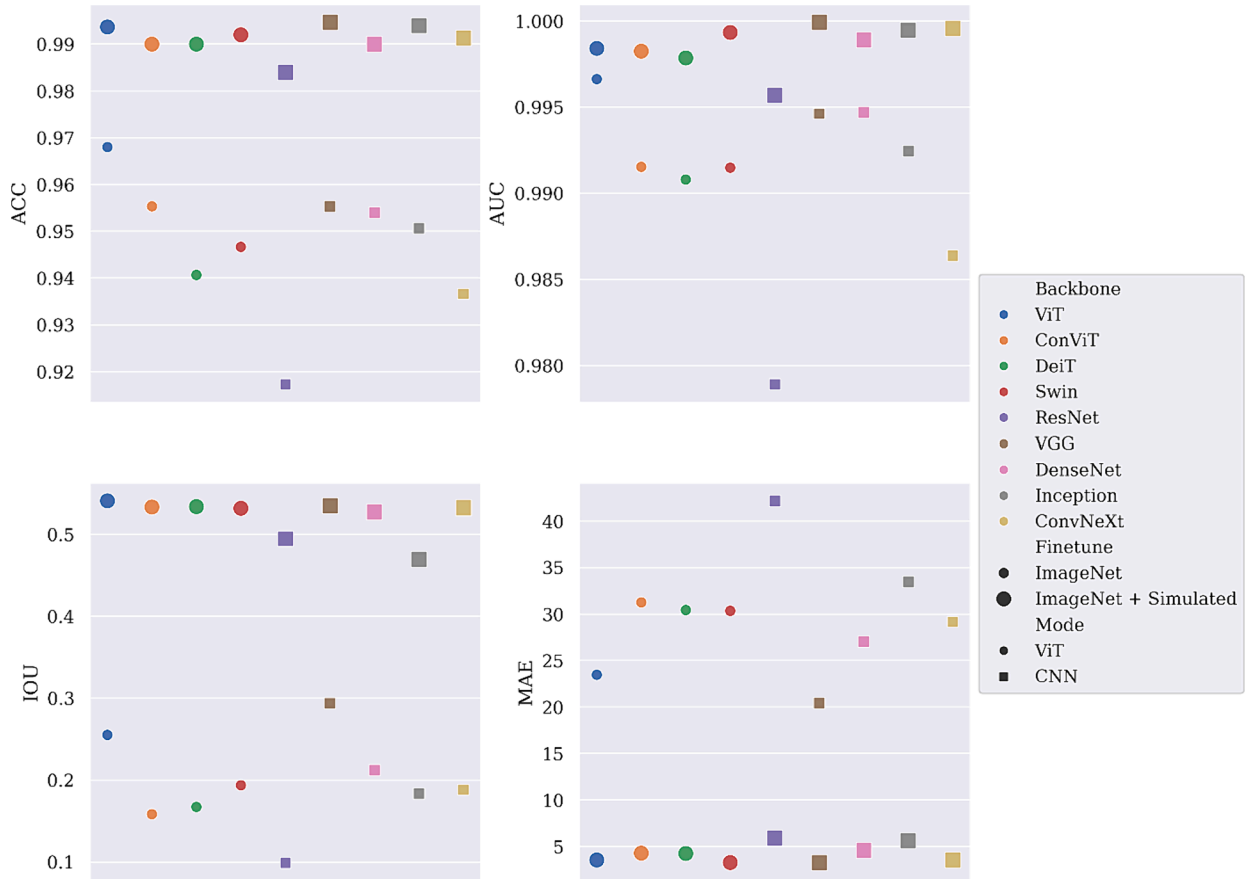 0.99
0.98
0.97
0.96
0.95
0.94
0.93
0.92
ACC
1.000
0.995
0.990
0.985
0.980
AUC
0.5
0.4
0.3
0.2
0.1
IOU
40
35
30
25
20
15
10
5
MAE
Backbone
ViT
ConViT
DeiT
Swin
ResNet
VGG
DenseNet
Inception
ConvNeXt
Finetune
ImageNet
ImageNet + Simulated
Mode
ViT
CNN